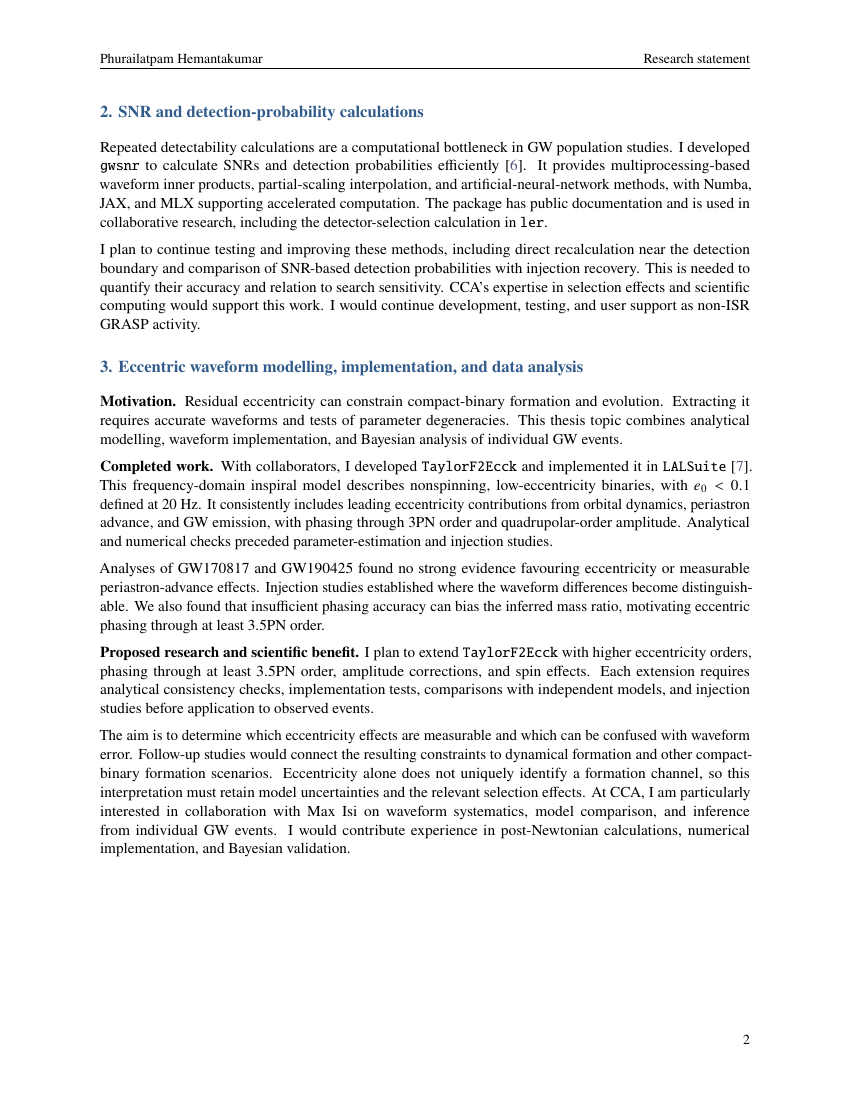 Phurailatpam Hemantakumar
Research statement
2. SNR and detection-probability calculations
Repeated detectability calculations are a computational bottleneck in GW population studies. I developed
gwsnr to calculate SNRs and detection probabilities efficiently [6]. It provides multiprocessing-based
waveform inner products, partial-scaling interpolation, and artificial-neural-network methods, with Numba,
JAX, and MLX supporting accelerated computation. The package has public documentation and is used in
collaborative research, including the detector-selection calculation in ler.
I plan to continue testing and improving these methods, including direct recalculation near the detection
boundary and comparison of SNR-based detection probabilities with injection recovery. This is needed to
quantify their accuracy and relation to search sensitivity. CCA's expertise in selection effects and scientific
computing would support this work. I would continue development, testing, and user support as non-ISR
GRASP activity.
3. Eccentric waveform modelling, implementation, and data analysis
Motivation. Residual eccentricity can constrain compact-binary formation and evolution. Extracting it
requires accurate waveforms and tests of parameter degeneracies. This thesis topic combines analytical
modelling, waveform implementation, and Bayesian analysis of individual GW events.
Completed work. With collaborators, I developed TaylorF2Ecck and implemented it in LALSuite [7].
This frequency-domain inspiral model describes nonspinning, low-eccentricity binaries, with e₀ < 0.1
defined at 20 Hz. It consistently includes leading eccentricity contributions from orbital dynamics, periastron
advance, and GW emission, with phasing through 3PN order and quadrupolar-order amplitude. Analytical
and numerical checks preceded parameter-estimation and injection studies.
Analyses of GW170817 and GW190425 found no strong evidence favouring eccentricity or measurable
periastron-advance effects. Injection studies established where the waveform differences become distinguish-
able. We also found that insufficient phasing accuracy can bias the inferred mass ratio, motivating eccentric
phasing through at least 3.5PN order.
Proposed research and scientific benefit. I plan to extend TaylorF2Ecck with higher eccentricity orders,
phasing through at least 3.5PN order, amplitude corrections, and spin effects. Each extension requires
analytical consistency checks, implementation tests, comparisons with independent models, and injection
studies before application to observed events.
The aim is to determine which eccentricity effects are measurable and which can be confused with waveform
error. Follow-up studies would connect the resulting constraints to dynamical formation and other compact-
binary formation scenarios. Eccentricity alone does not uniquely identify a formation channel, so this
interpretation must retain model uncertainties and the relevant selection effects. At CCA, I am particularly
interested in collaboration with Max Isi on waveform systematics, model comparison, and inference
from individual GW events. I would contribute experience in post-Newtonian calculations, numerical
implementation, and Bayesian validation.
2